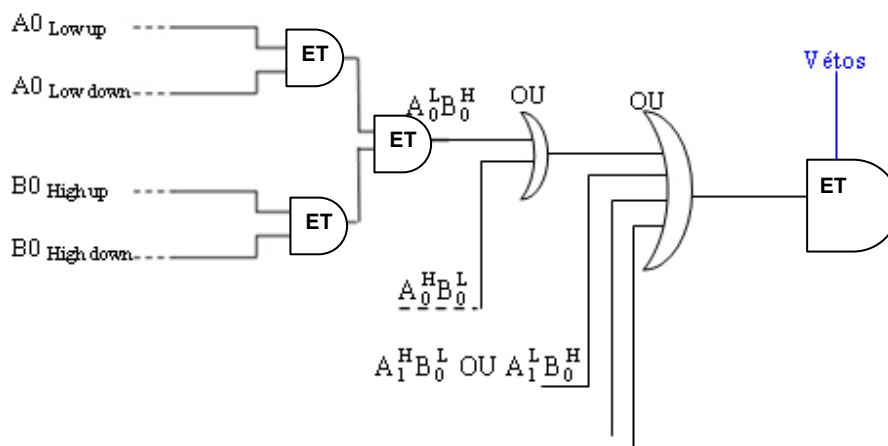 A0 Low up
ET
Vétos
A0 Low down
OU
OU
A₀ᴸB₀ᴴ
ET
ET
B0 High up
ET
B0 High down
A₀ᴴB₀ᴸ
A₁ᴴB₀ᴸ OU A₁ᴸB₀ᴴ